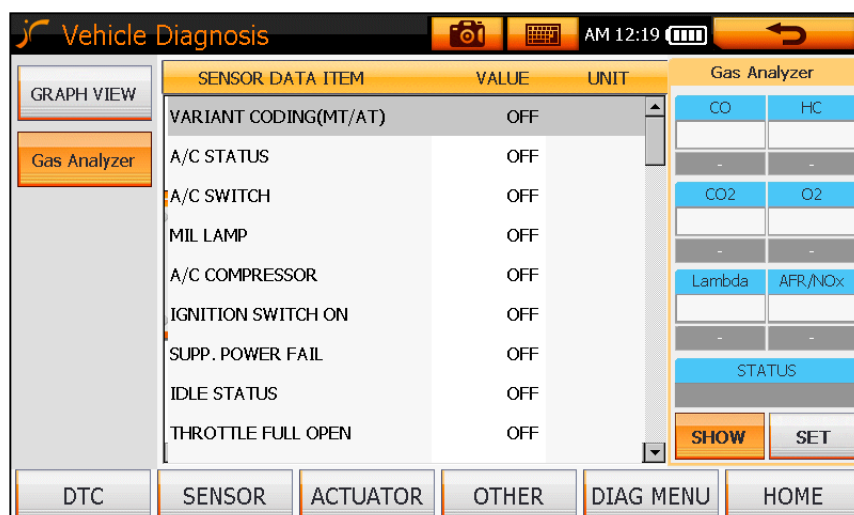 Vehicle Diagnosis AM 12:19
GRAPH VIEW
Gas Analyzer
SENSOR DATA ITEM VALUE UNIT
VARIANT CODING(MT/AT) OFF
A/C STATUS OFF
A/C SWITCH OFF
MIL LAMP OFF
A/C COMPRESSOR OFF
IGNITION SWITCH ON OFF
SUPP. POWER FAIL OFF
IDLE STATUS OFF
THROTTLE FULL OPEN OFF
Gas Analyzer
CO HC
- -
CO2 O2
- -
Lambda AFR/NOx
- -
STATUS
SHOW SET
DTC SENSOR ACTUATOR OTHER DIAG MENU HOME